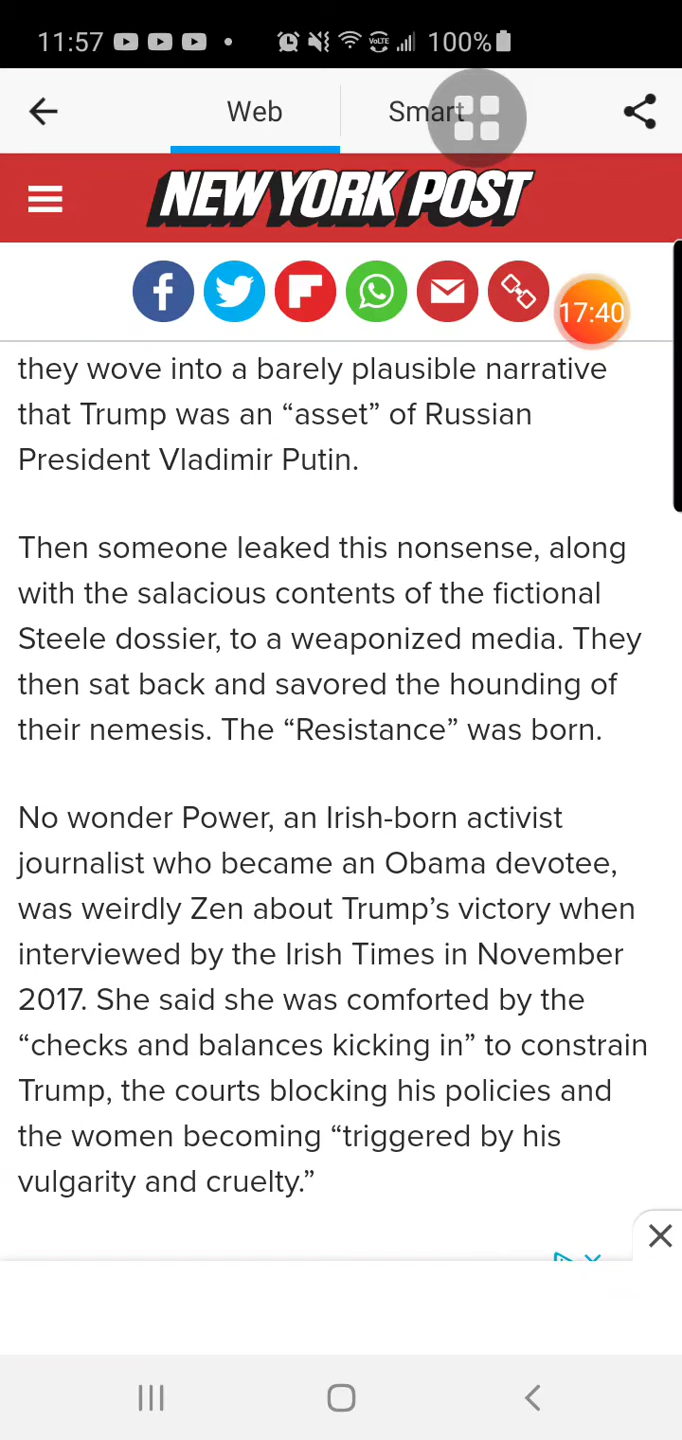 11:57 VoLTE 100%
Web Smart
NEW YORK POST
17:40
they wove into a barely plausible narrative
that Trump was an “asset” of Russian
President Vladimir Putin.
Then someone leaked this nonsense, along
with the salacious contents of the fictional
Steele dossier, to a weaponized media. They
then sat back and savored the hounding of
their nemesis. The “Resistance” was born.
No wonder Power, an Irish-born activist
journalist who became an Obama devotee,
was weirdly Zen about Trump’s victory when
interviewed by the Irish Times in November
2017. She said she was comforted by the
“checks and balances kicking in” to constrain
Trump, the courts blocking his policies and
the women becoming “triggered by his
vulgarity and cruelty.”